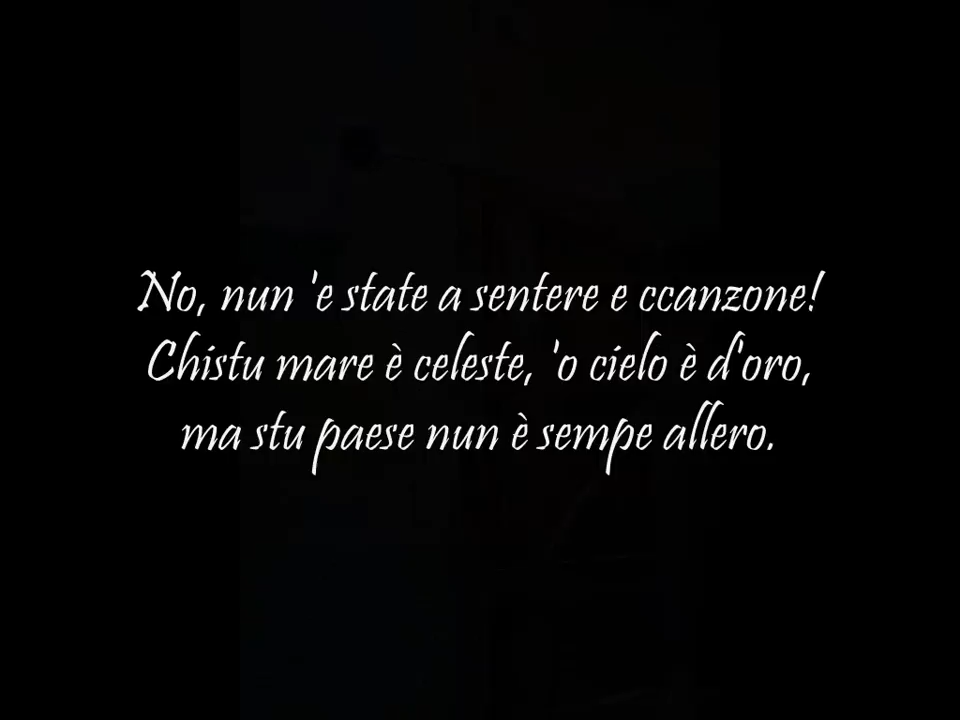 No, nun 'e state a sentere e ccanzone!
Chistu mare è celeste, 'o cielo è d'oro,
ma stu paese nun è sempe allero.